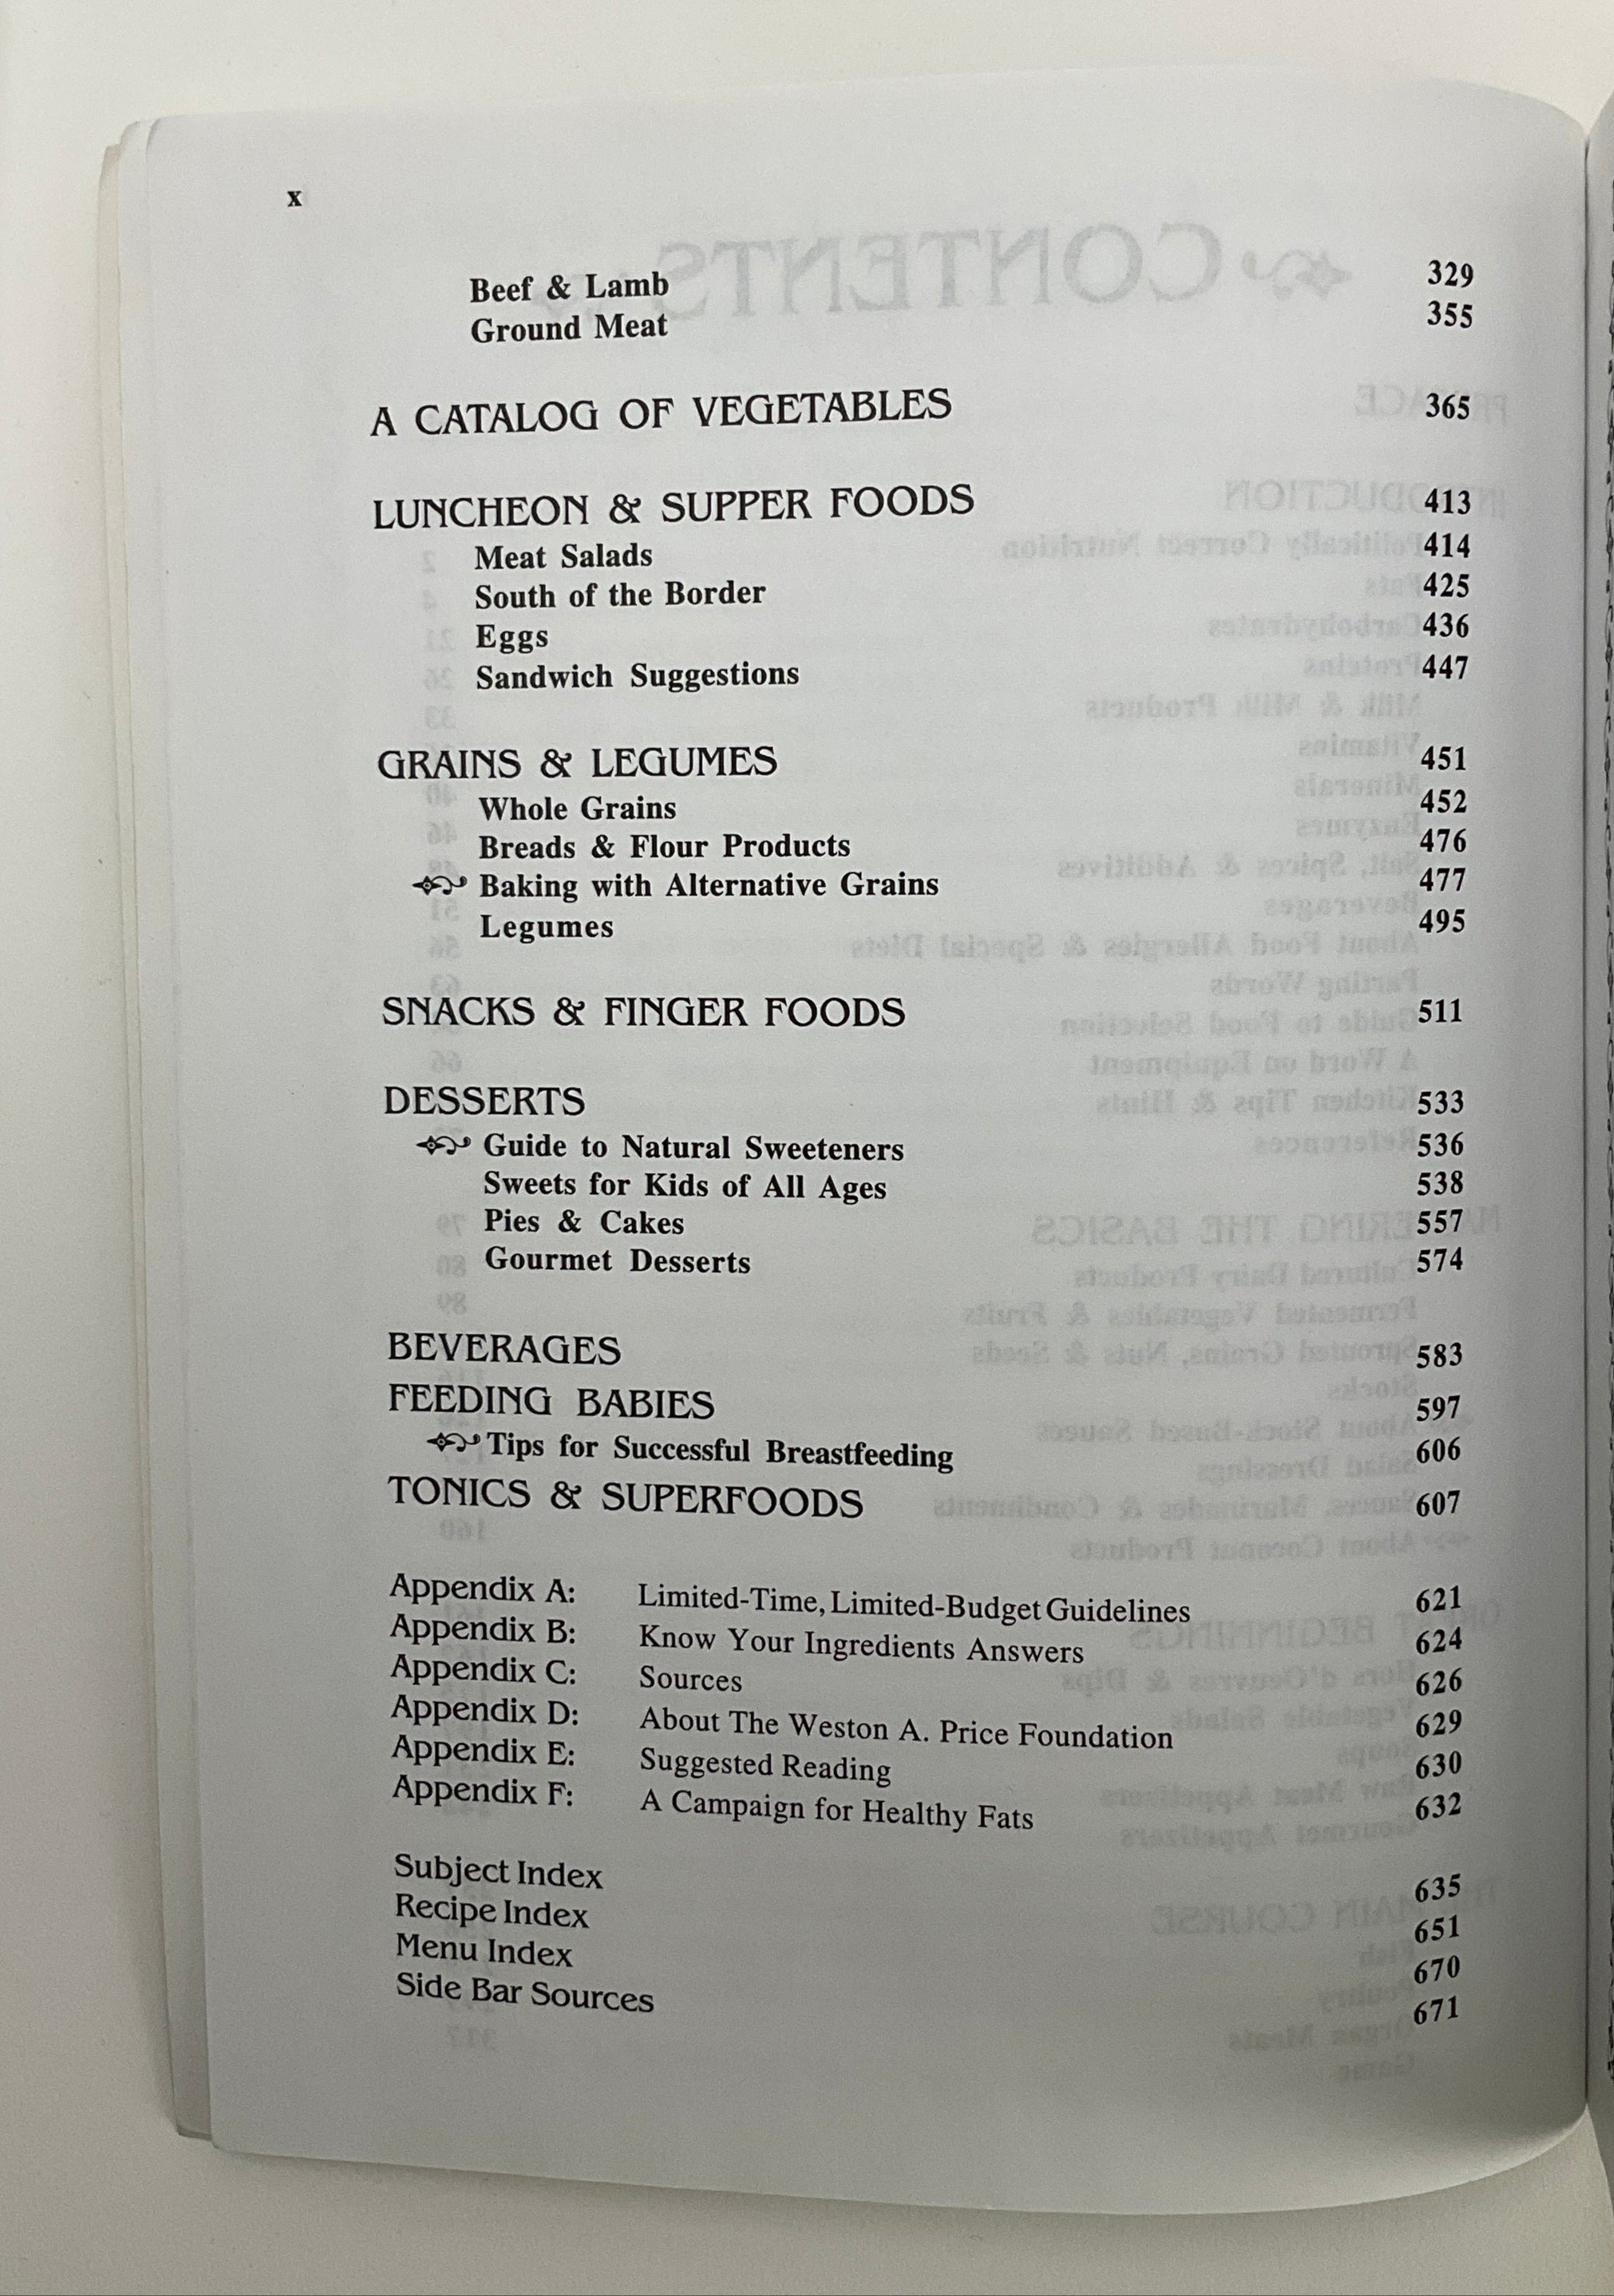 x
Beef & Lamb 329
Ground Meat 355
A CATALOG OF VEGETABLES 365
LUNCHEON & SUPPER FOODS 413
Meat Salads 414
South of the Border 425
Eggs 436
Sandwich Suggestions 447
GRAINS & LEGUMES 451
Whole Grains 452
Breads & Flour Products 476
Baking with Alternative Grains 477
Legumes 495
SNACKS & FINGER FOODS 511
DESSERTS 533
Guide to Natural Sweeteners 536
Sweets for Kids of All Ages 538
Pies & Cakes 557
Gourmet Desserts 574
BEVERAGES 583
FEEDING BABIES 597
Tips for Successful Breastfeeding 606
TONICS & SUPERFOODS 607
Appendix A: Limited-Time, Limited-Budget Guidelines 621
Appendix B: Know Your Ingredients Answers 624
Appendix C: Sources 626
Appendix D: About The Weston A. Price Foundation 629
Appendix E: Suggested Reading 630
Appendix F: A Campaign for Healthy Fats 632
Subject Index 635
Recipe Index 651
Menu Index 670
Side Bar Sources 671